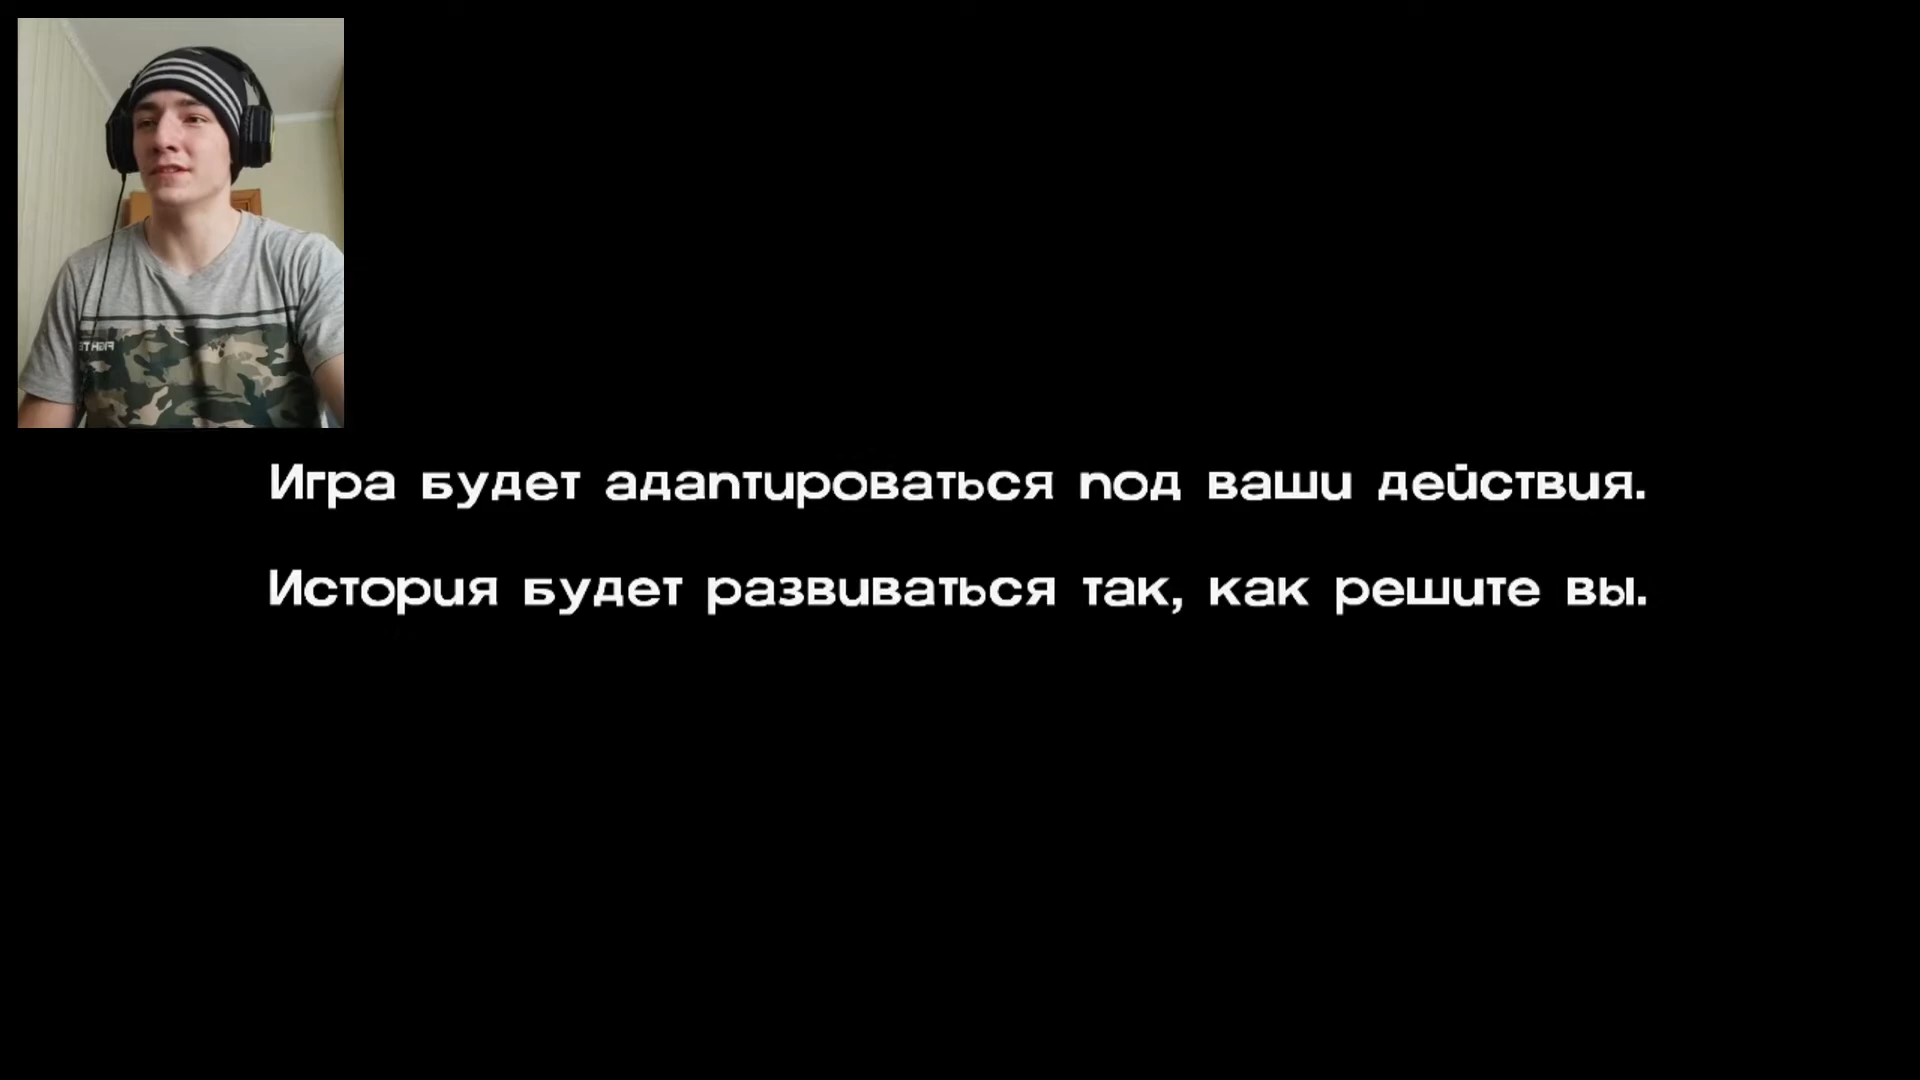 Игра будет адаптироваться под ваши действия.
История будет развиваться так, как решите вы.